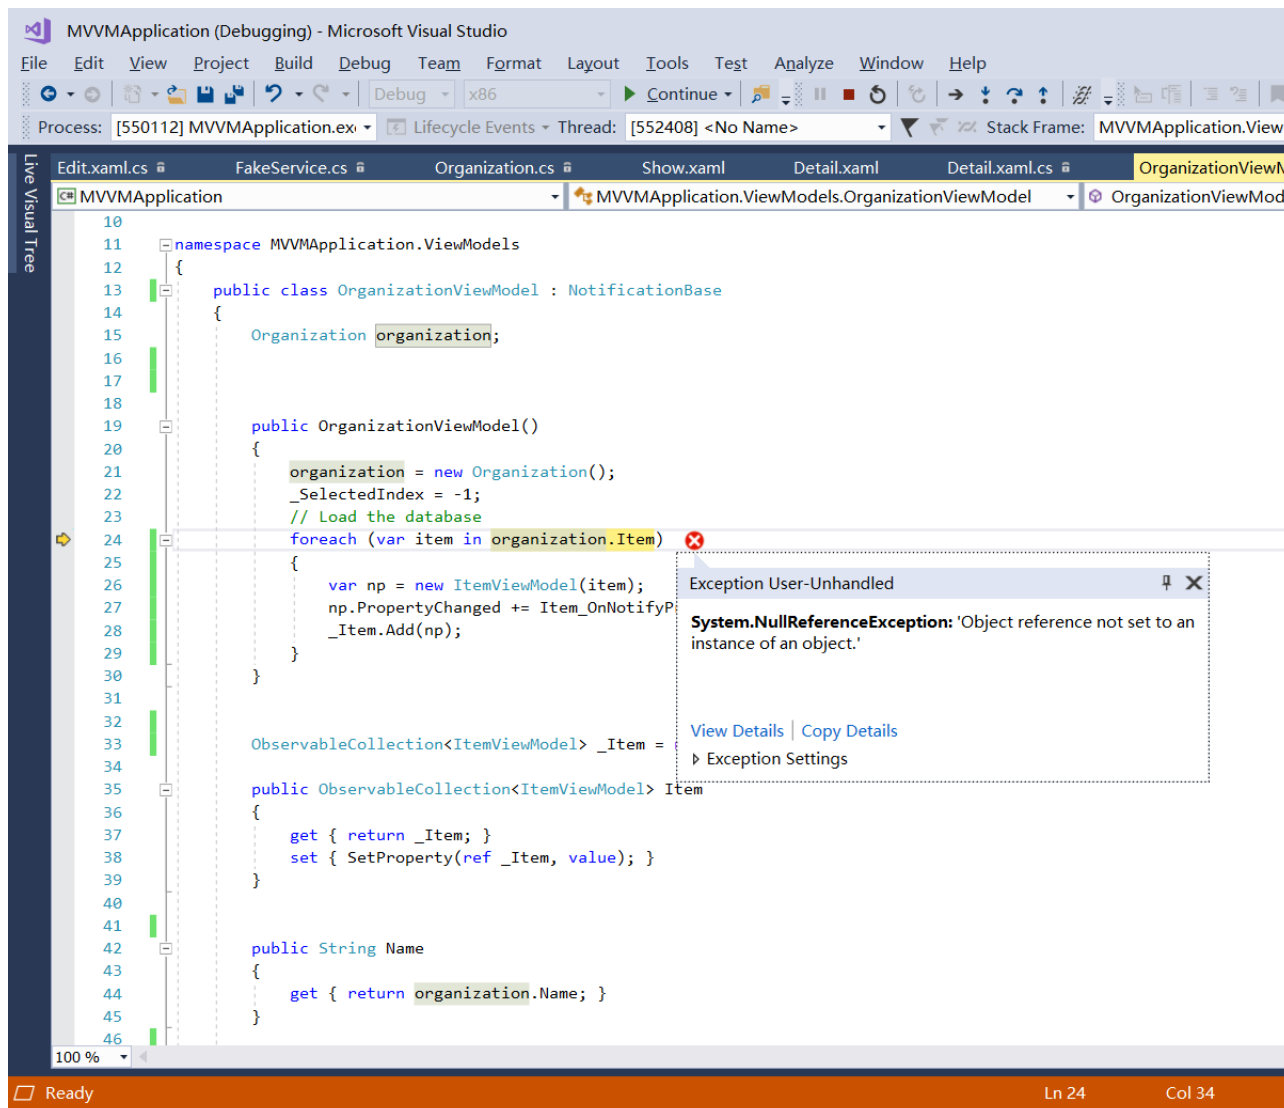 MVVMApplication (Debugging) - Microsoft Visual Studio
File Edit View Project Build Debug Team Format Layout Tools Test Analyze Window Help
Debug x86 Continue
Process: [550112] MVVMApplication.exe Lifecycle Events Thread: [552408] <No Name> Stack Frame: MVVMApplication.View
Live Visual Tree
Edit.xaml.cs FakeService.cs Organization.cs Show.xaml Detail.xaml Detail.xaml.cs OrganizationViewM
C# MVVMApplication MVVMApplication.ViewModels.OrganizationViewModel OrganizationViewMod
10
11 namespace MVVMApplication.ViewModels
12 {
13 public class OrganizationViewModel : NotificationBase
14 {
15 Organization organization;
16
17
18
19 public OrganizationViewModel()
20 {
21 organization = new Organization();
22 _SelectedIndex = -1;
23 // Load the database
24 foreach (var item in organization.Item)
25 {
26 var np = new ItemViewModel(item);
27 np.PropertyChanged += Item_OnNotifyP
28 _Item.Add(np);
29 }
30 }
31
32
33 ObservableCollection<ItemViewModel> _Item =
34
35 public ObservableCollection<ItemViewModel> Item
36 {
37 get { return _Item; }
38 set { SetProperty(ref _Item, value); }
39 }
40
41
42 public String Name
43 {
44 get { return organization.Name; }
45 }
46
Exception User-Unhandled
System.NullReferenceException: 'Object reference not set to an
instance of an object.'
View Details | Copy Details
Exception Settings
100 %
Ready Ln 24 Col 34